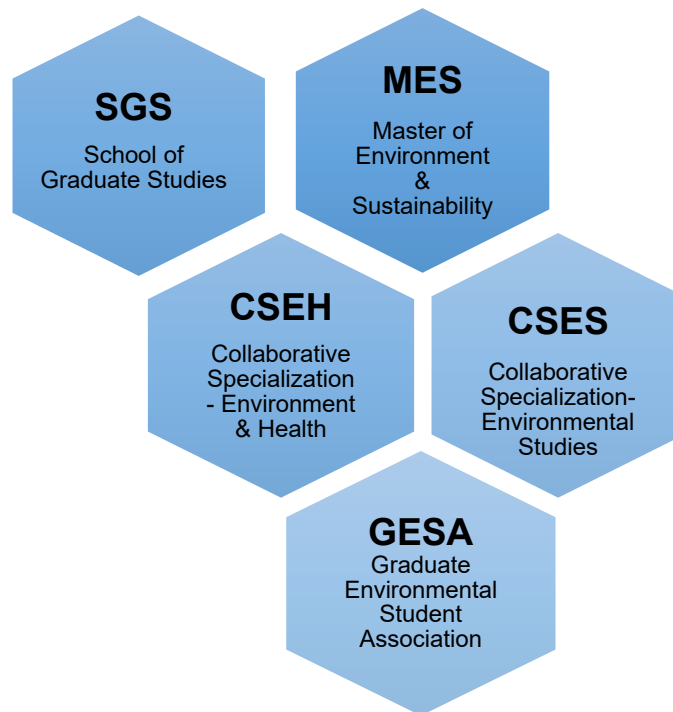 SGS
School of
Graduate Studies
MES
Master of
Environment
&
Sustainability
CSEH
Collaborative
Specialization
- Environment
& Health
CSES
Collaborative
Specialization-
Environmental
Studies
GESA
Graduate
Environmental
Student
Association